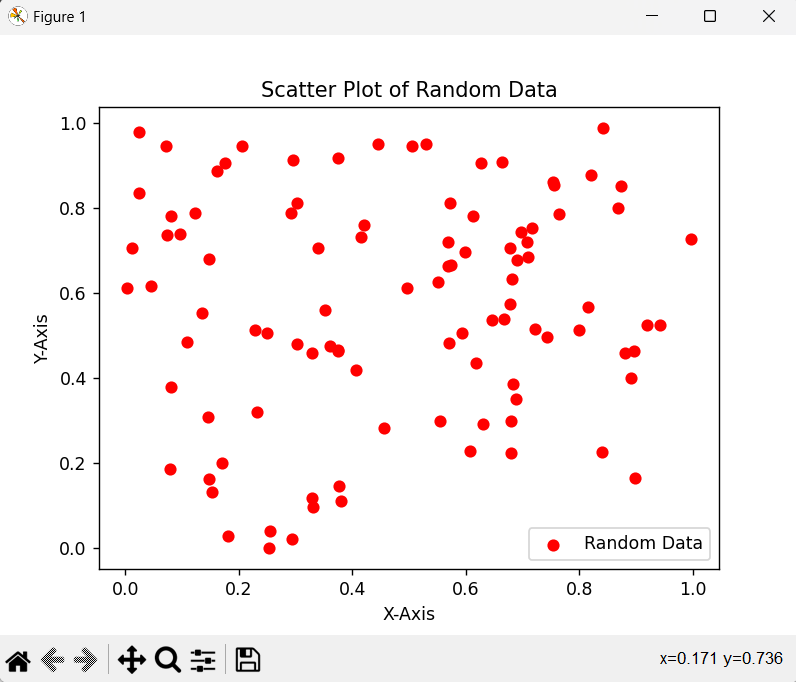 Figure 1
Scatter Plot of Random Data
1.0
0.8
0.6
0.4
0.2
0.0
Y-Axis
Random Data
0.0 0.2 0.4 0.6 0.8 1.0
X-Axis
x=0.171 y=0.736